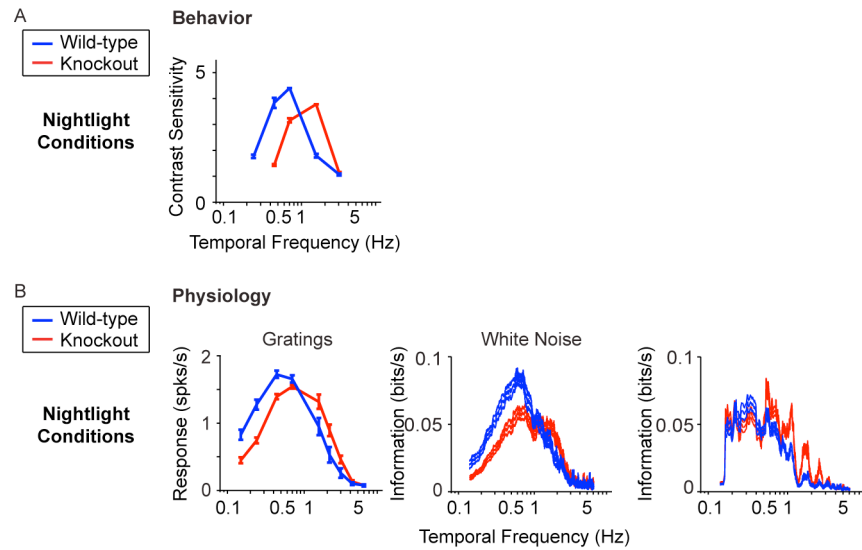 A
Behavior
Wild-type
Knockout
Nightlight
Conditions
Contrast Sensitivity
5
0
0.1 0.5 1 5
Temporal Frequency (Hz)
B
Physiology
Wild-type
Knockout
Nightlight
Conditions
Gratings
White Noise
Response (spks/s)
2
1
0
0.1 0.5 1 5
Information (bits/s)
0.1
0.05
0
0.1 0.5 1 5
Information (bits/s)
0.1
0.05
0
0.1 0.5 1 5
Temporal Frequency (Hz)